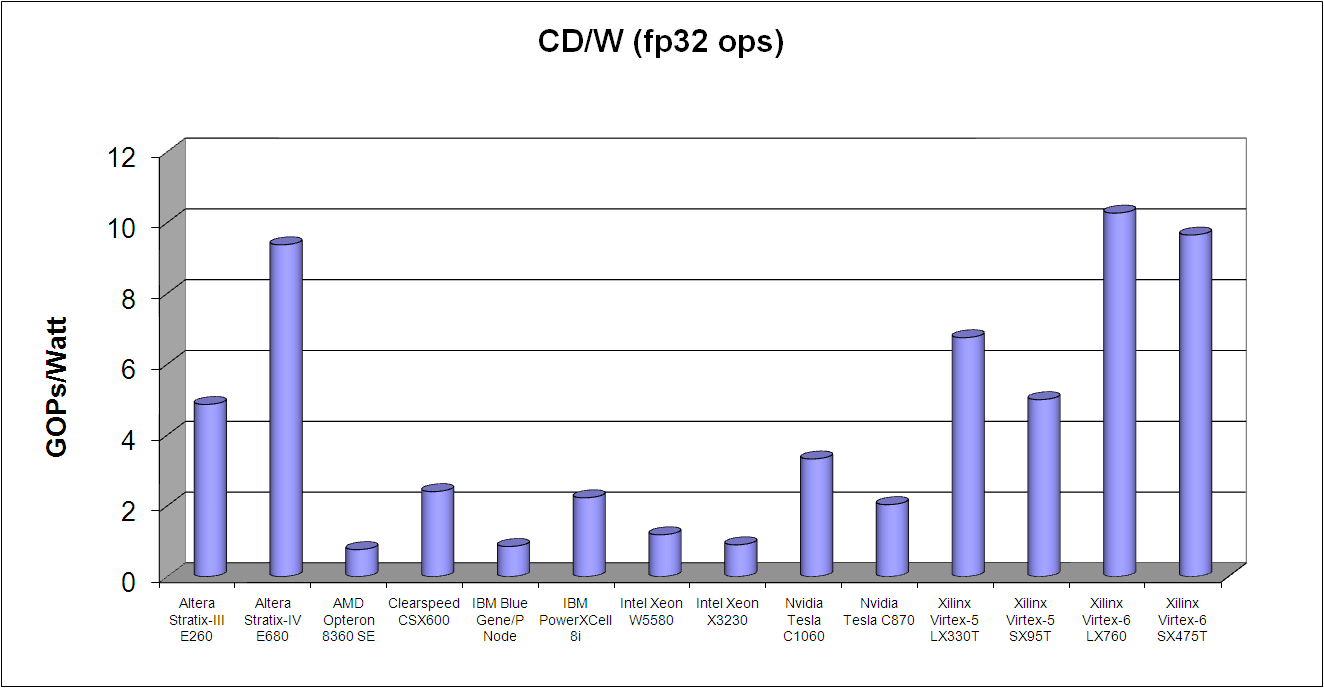 CD/W (fp32 ops)
GOPs/Watt
12
10
8
6
4
2
0
Altera
Stratix-III
E260
Altera
Stratix-IV
E680
AMD
Opteron
8360 SE
Clearspeed
CSX600
IBM Blue
Gene/P
Node
IBM
PowerXCell
8i
Intel Xeon
W5580
Intel Xeon
X3230
Nvidia
Tesla
C1060
Nvidia
Tesla C870
Xilinx
Virtex-5
LX330T
Xilinx
Virtex-5
SX95T
Xilinx
Virtex-6
LX760
Xilinx
Virtex-6
SX475T